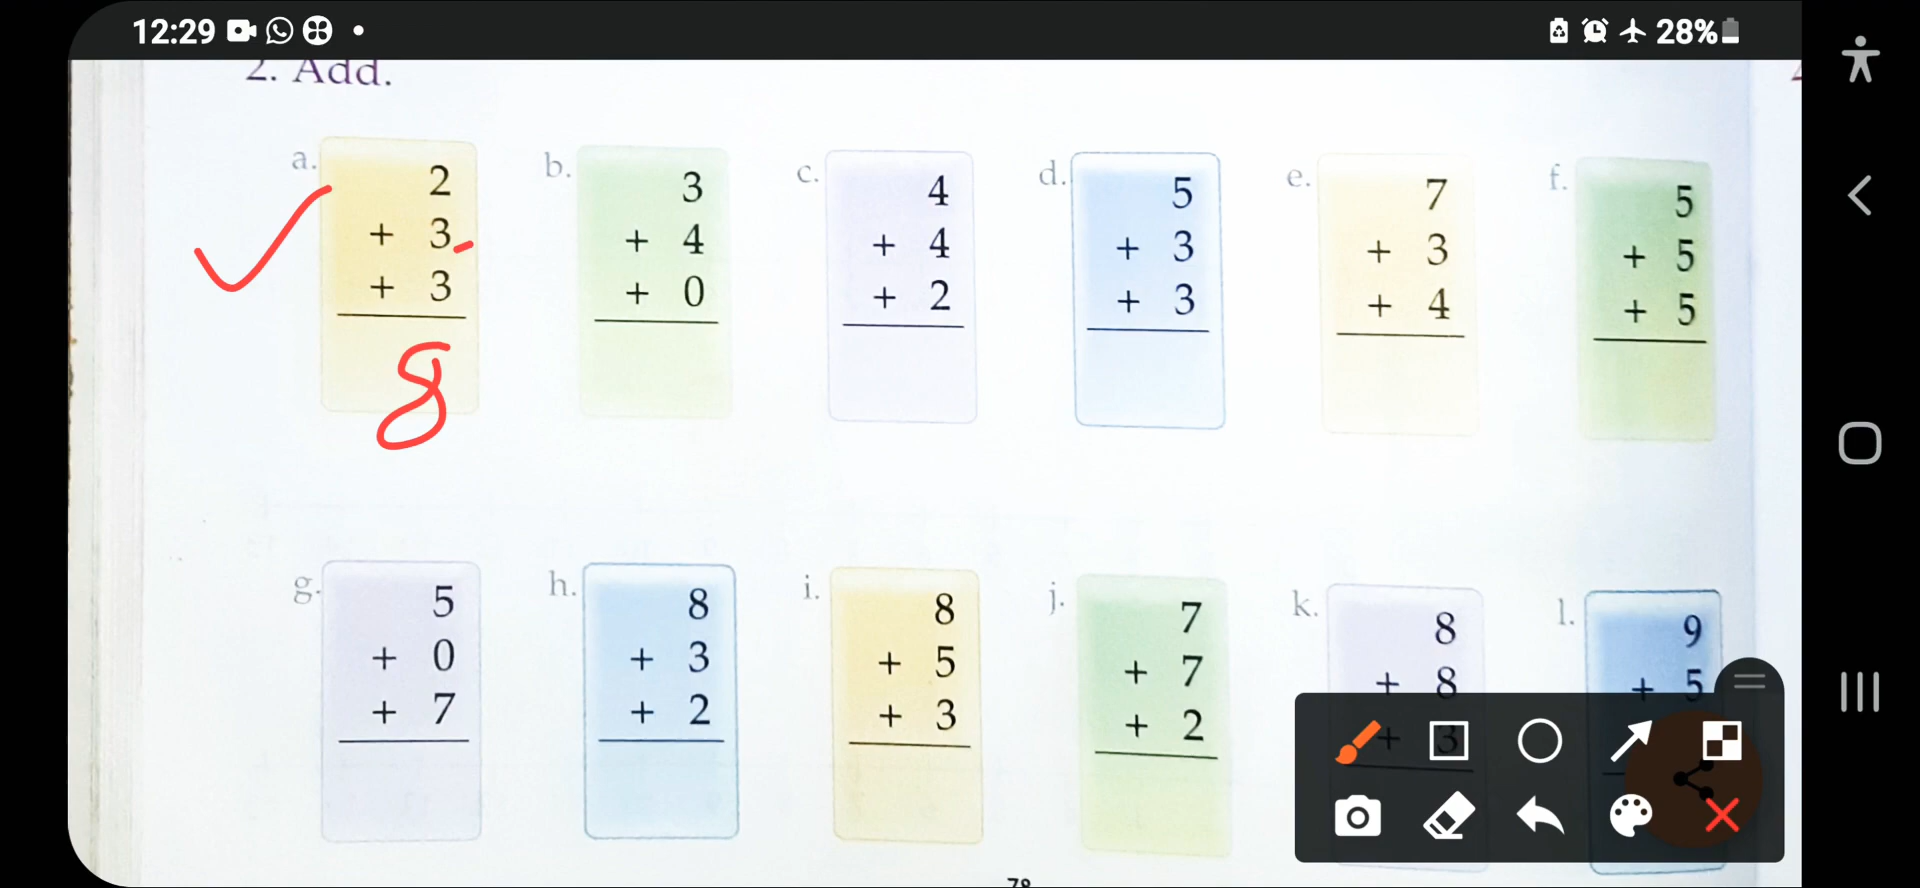 12:29
28%
2. Add.
a. 2 + 3 + 3 8
b. 3 + 4 + 0
c. 4 + 4 + 2
d. 5 + 3 + 3
e. 7 + 3 + 4
f. 5 + 5 + 5
g. 5 + 0 + 7
h. 8 + 3 + 2
i. 8 + 5 + 3
j. 7 + 7 + 2
k. 8 + 8 + 3
l. 9 + 5
78